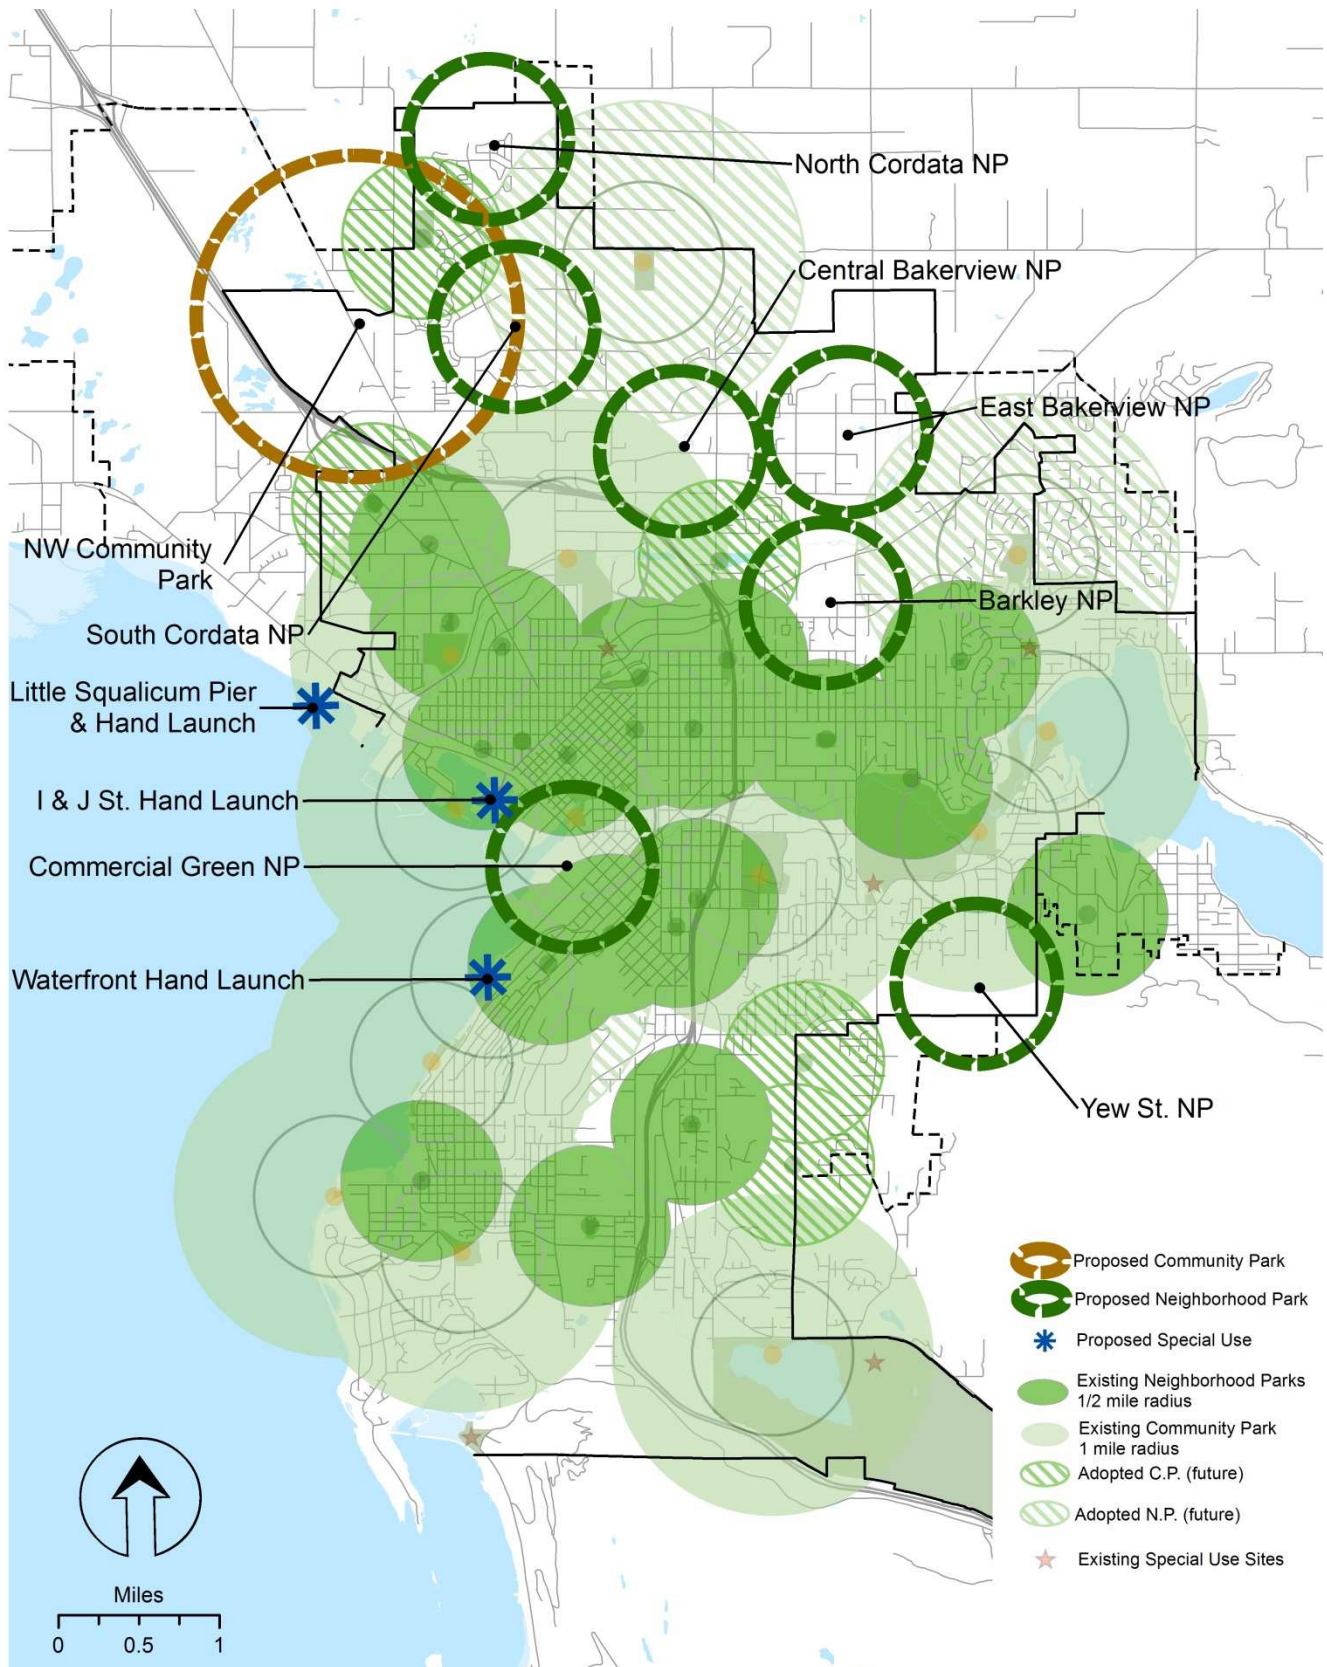 North Cordata NP
Central Bakerview NP
East Bakerview NP
NW Community
Park
Barkley NP
South Cordata NP
Little Squalicum Pier
& Hand Launch
I & J St. Hand Launch
Commercial Green NP
Waterfront Hand Launch
Yew St. NP
Proposed Community Park
Proposed Neighborhood Park
Proposed Special Use
Existing Neighborhood Parks
1/2 mile radius
Existing Community Park
1 mile radius
Adopted C.P. (future)
Adopted N.P. (future)
Existing Special Use Sites
Miles
0 0.5 1